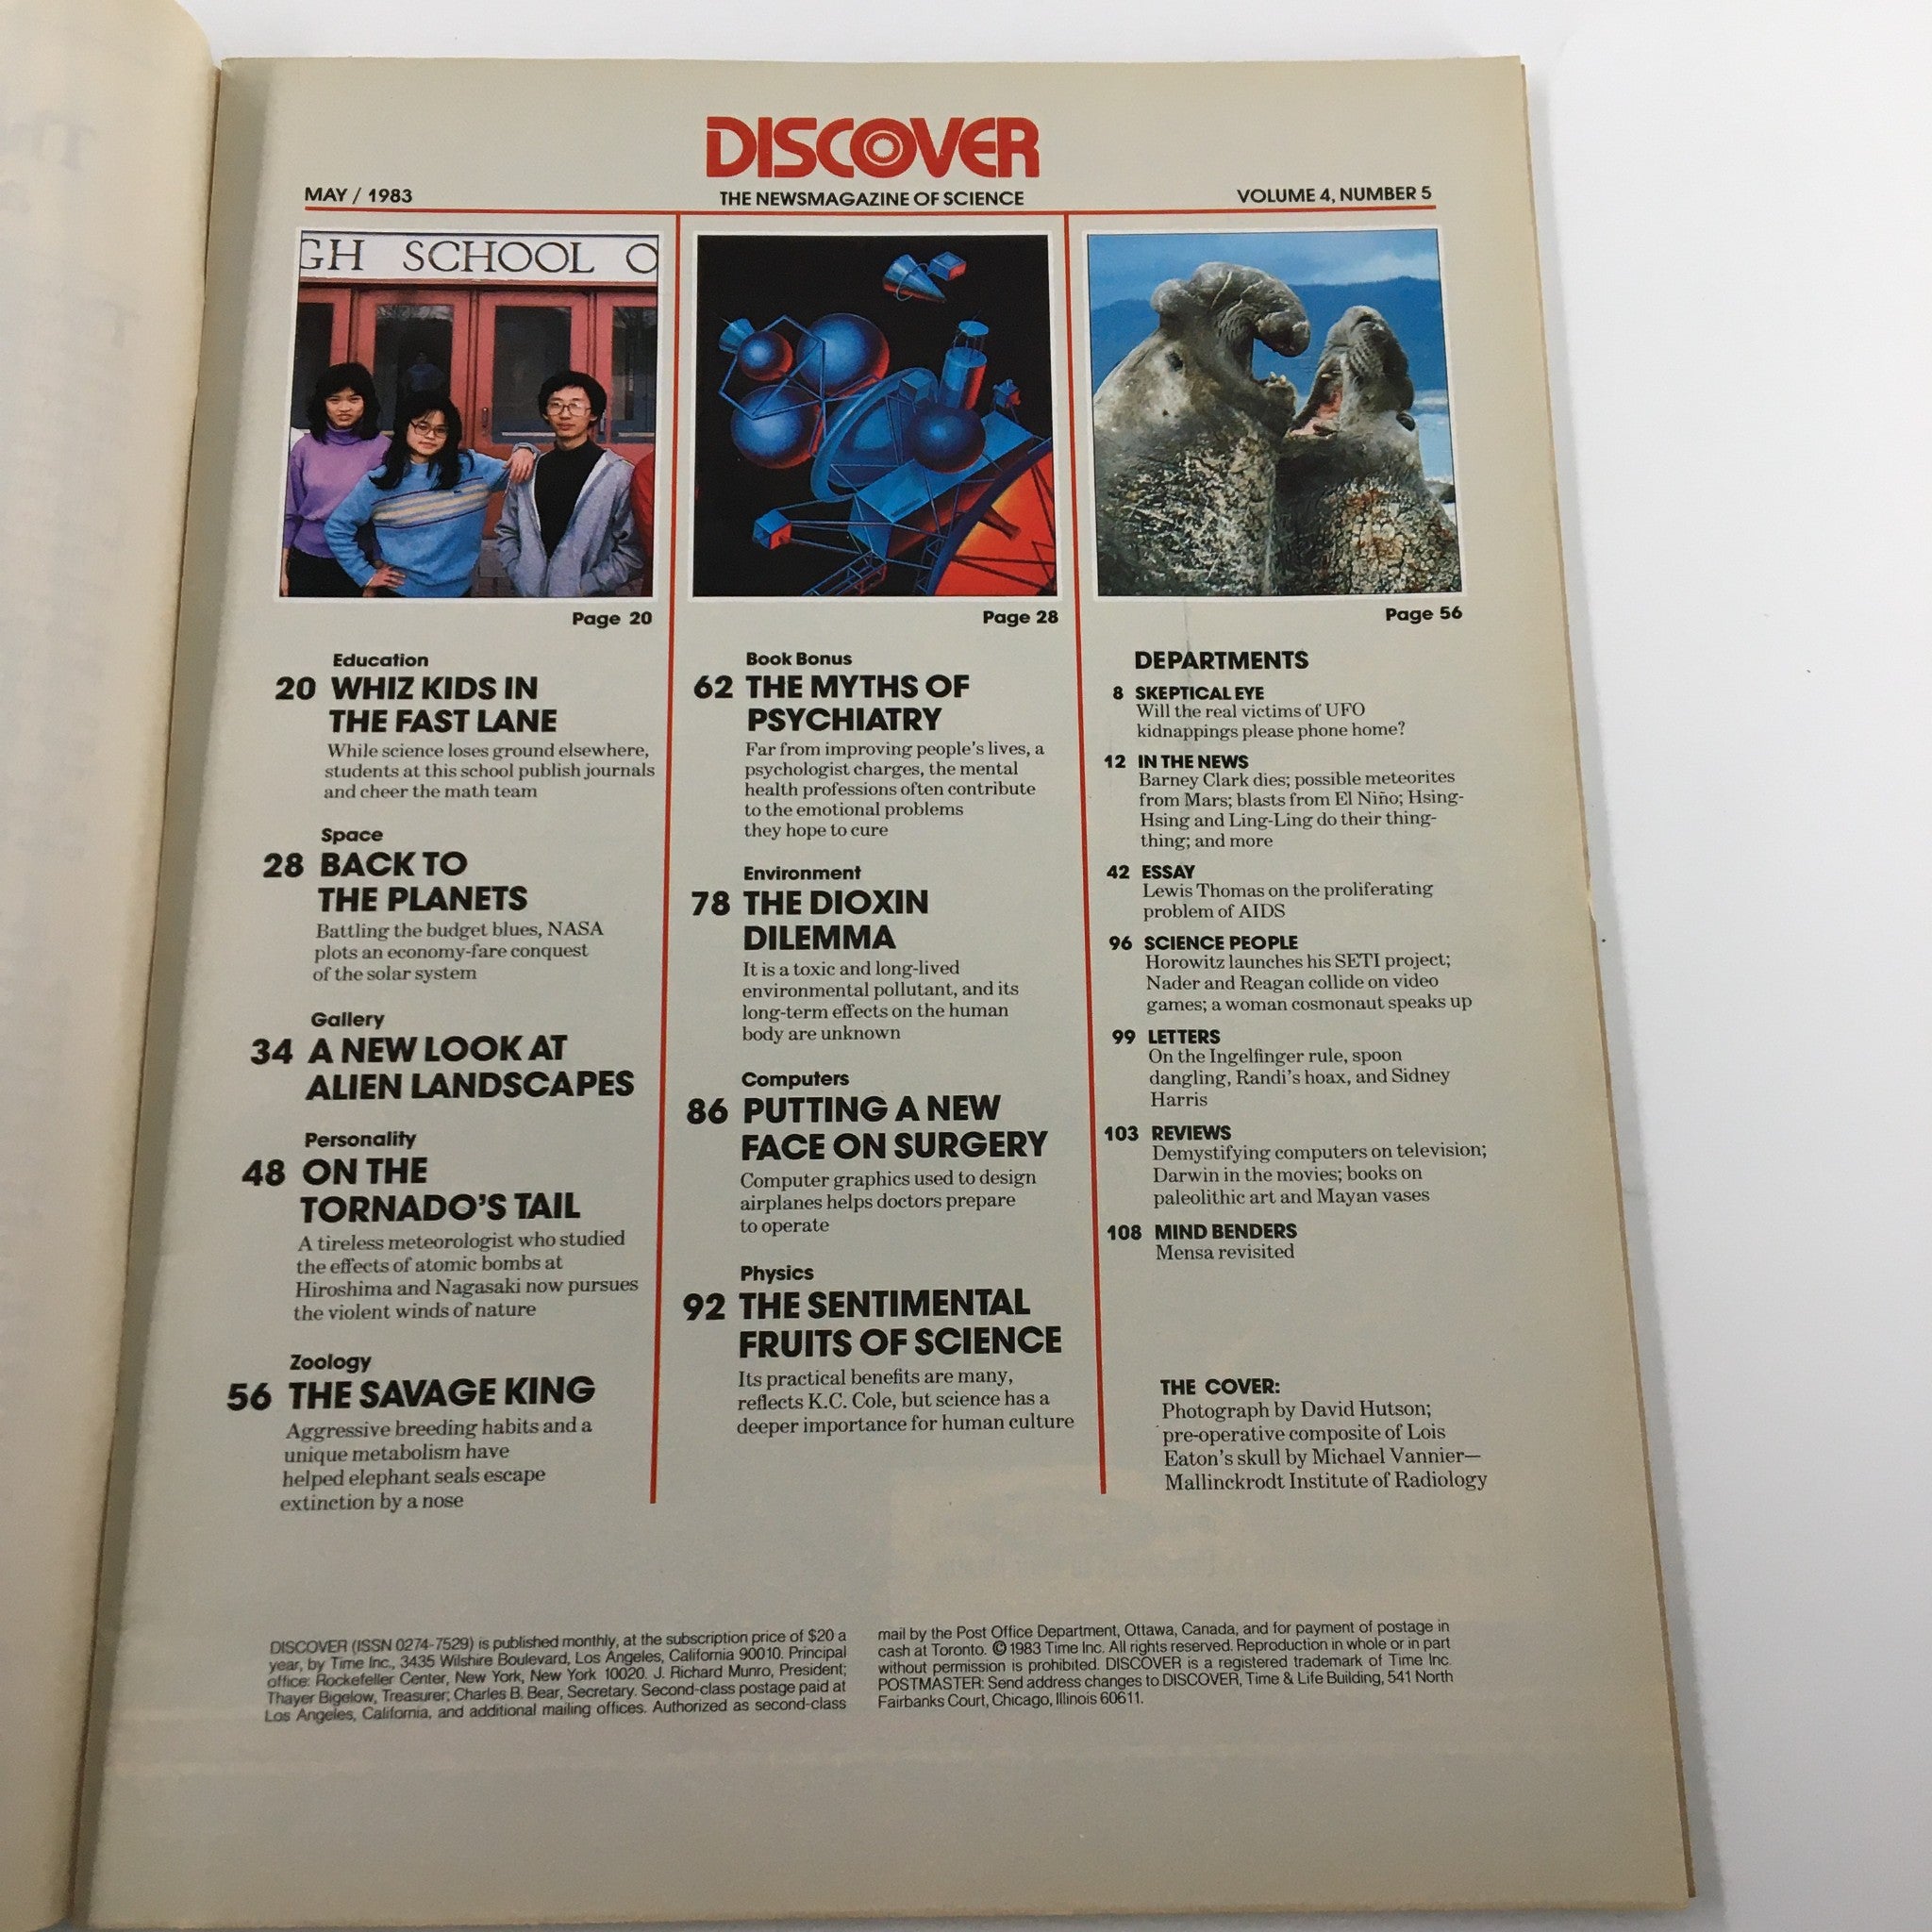 DISCOVER
MAY / 1983
THE NEWSMAGAZINE OF SCIENCE
VOLUME 4, NUMBER 5
GH SCHOOL O
Page 20
Page 28
Page 56
Education
20 WHIZ KIDS IN
THE FAST LANE
While science loses ground elsewhere,
students at this school publish journals
and cheer the math team
Space
28 BACK TO
THE PLANETS
Battling the budget blues, NASA
plots an economy-fare conquest
of the solar system
Gallery
34 A NEW LOOK AT
ALIEN LANDSCAPES
Personality
48 ON THE
TORNADO'S TAIL
A tireless meteorologist who studied
the effects of atomic bombs at
Hiroshima and Nagasaki now pursues
the violent winds of nature
Zoology
56 THE SAVAGE KING
Aggressive breeding habits and a
unique metabolism have
helped elephant seals escape
extinction by a nose
Book Bonus
62 THE MYTHS OF
PSYCHIATRY
Far from improving people's lives, a
psychologist charges, the mental
health professions often contribute
to the emotional problems
they hope to cure
Environment
78 THE DIOXIN
DILEMMA
It is a toxic and long-lived
environmental pollutant, and its
long-term effects on the human
body are unknown
Computers
86 PUTTING A NEW
FACE ON SURGERY
Computer graphics used to design
airplanes helps doctors prepare
to operate
Physics
92 THE SENTIMENTAL
FRUITS OF SCIENCE
Its practical benefits are many,
reflects K.C. Cole, but science has a
deeper importance for human culture
DEPARTMENTS
8 SKEPTICAL EYE
Will the real victims of UFO
kidnappings please phone home?
12 IN THE NEWS
Barney Clark dies; possible meteorites
from Mars; blasts from El Niño; Hsing-
Hsing and Ling-Ling do their thing-
thing; and more
42 ESSAY
Lewis Thomas on the proliferating
problem of AIDS
96 SCIENCE PEOPLE
Horowitz launches his SETI project;
Nader and Reagan collide on video
games; a woman cosmonaut speaks up
99 LETTERS
On the Ingelfinger rule, spoon
dangling, Randi's hoax, and Sidney
Harris
103 REVIEWS
Demystifying computers on television;
Darwin in the movies; books on
paleolithic art and Mayan vases
108 MIND BENDERS
Mensa revisited
THE COVER:
Photograph by David Hutson;
pre-operative composite of Lois
Eaton's skull by Michael Vannier—
Mallinckrodt Institute of Radiology
DISCOVER (ISSN 0274-7529) is published monthly, at the subscription price of $20 a
year, by Time Inc., 3435 Wilshire Boulevard, Los Angeles, California 90010. Principal
office: Rockefeller Center, New York, New York 10020. J. Richard Munro, President;
Thayer Bigelow, Treasurer; Charles B. Bear, Secretary. Second-class postage paid at
Los Angeles, California, and additional mailing offices. Authorized as second-class
mail by the Post Office Department, Ottawa, Canada, and for payment of postage in
cash at Toronto. © 1983 Time Inc. All rights reserved. Reproduction in whole or in part
without permission is prohibited. DISCOVER is a registered trademark of Time Inc.
POSTMASTER: Send address changes to DISCOVER, Time & Life Building, 541 North
Fairbanks Court, Chicago, Illinois 60611.